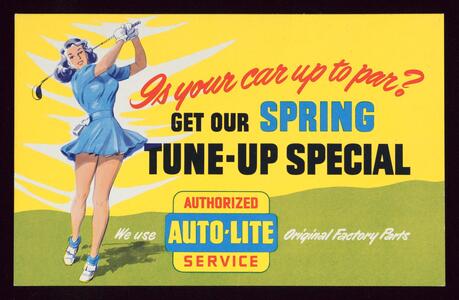 Is your car up to par?
GET OUR SPRING
TUNE-UP SPECIAL
We use AUTHORIZED AUTO-LITE SERVICE Original Factory Parts